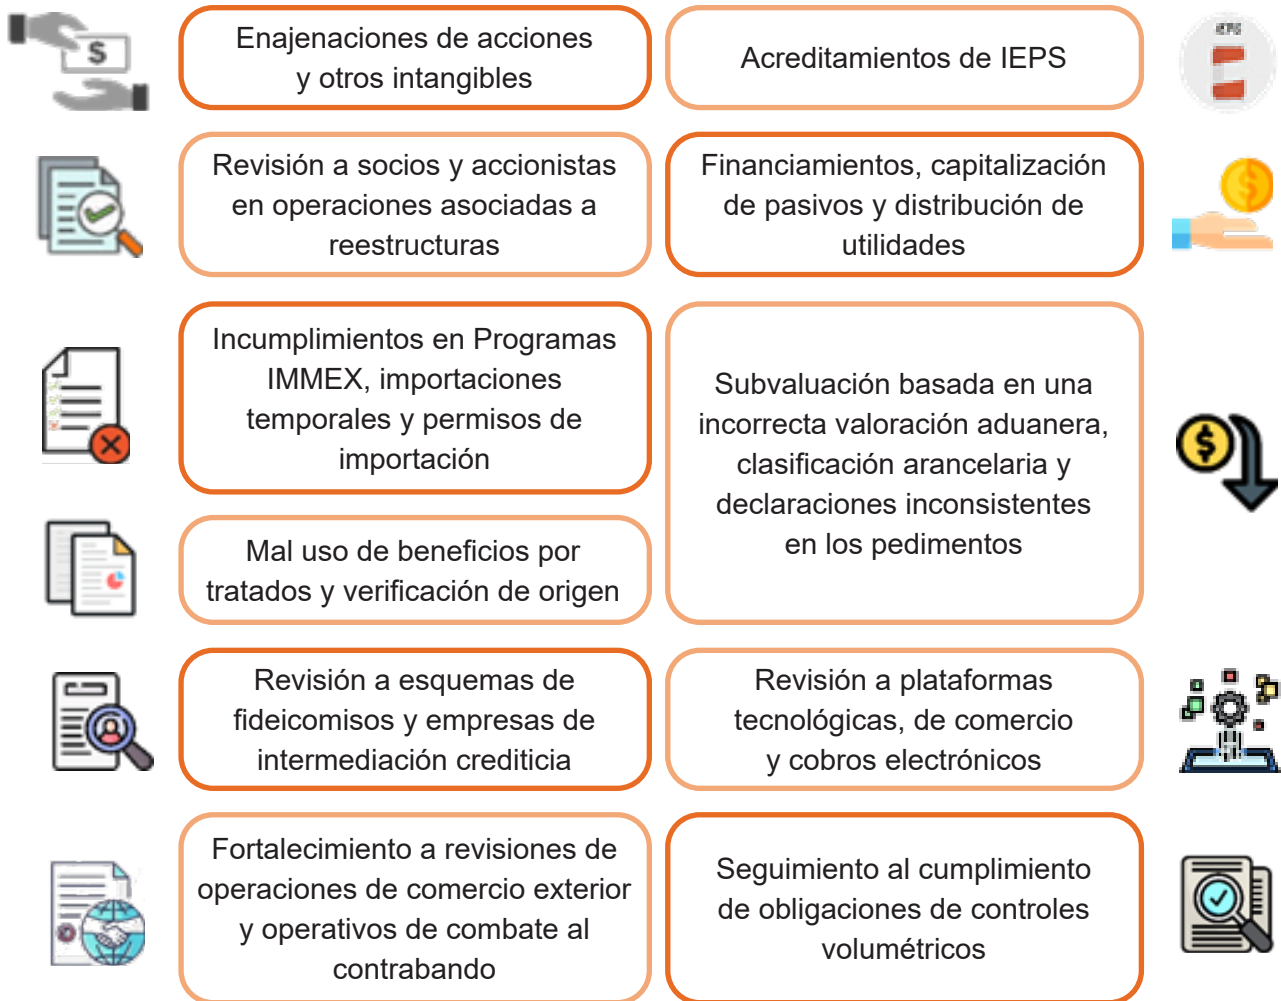 Enajenaciones de acciones
y otros intangibles
Acreditamientos de IEPS
IEPS
Revisión a socios y accionistas
en operaciones asociadas a
reestructuras
Financiamientos, capitalización
de pasivos y distribución de
utilidades
Incumplimientos en Programas
IMMEX, importaciones
temporales y permisos de
importación
Subvaluación basada en una
incorrecta valoración aduanera,
clasificación arancelaria y
declaraciones inconsistentes
en los pedimentos
Mal uso de beneficios por
tratados y verificación de origen
Revisión a esquemas de
fideicomisos y empresas de
intermediación crediticia
Revisión a plataformas
tecnológicas, de comercio
y cobros electrónicos
Fortalecimiento a revisiones de
operaciones de comercio exterior
y operativos de combate al
contrabando
Seguimiento al cumplimiento
de obligaciones de controles
volumétricos